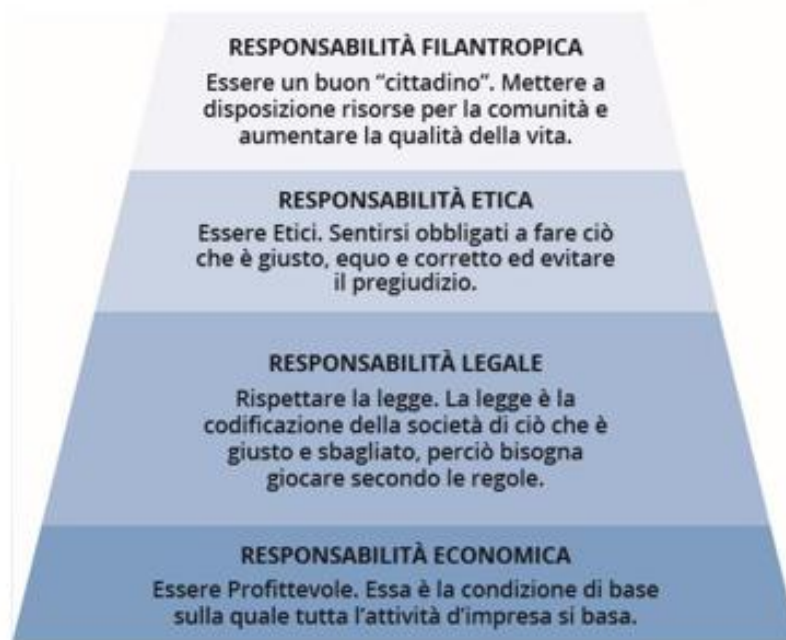 RESPONSABILITÀ FILANTROPICA
Essere un buon “cittadino”. Mettere a
disposizione risorse per la comunità e
aumentare la qualità della vita.
RESPONSABILITÀ ETICA
Essere Etici. Sentirsi obbligati a fare ciò
che è giusto, equo e corretto ed evitare
il pregiudizio.
RESPONSABILITÀ LEGALE
Rispettare la legge. La legge è la
codificazione della società di ciò che è
giusto e sbagliato, perciò bisogna
giocare secondo le regole.
RESPONSABILITÀ ECONOMICA
Essere Profittevole. Essa è la condizione di base
sulla quale tutta l’attività d’impresa si basa.